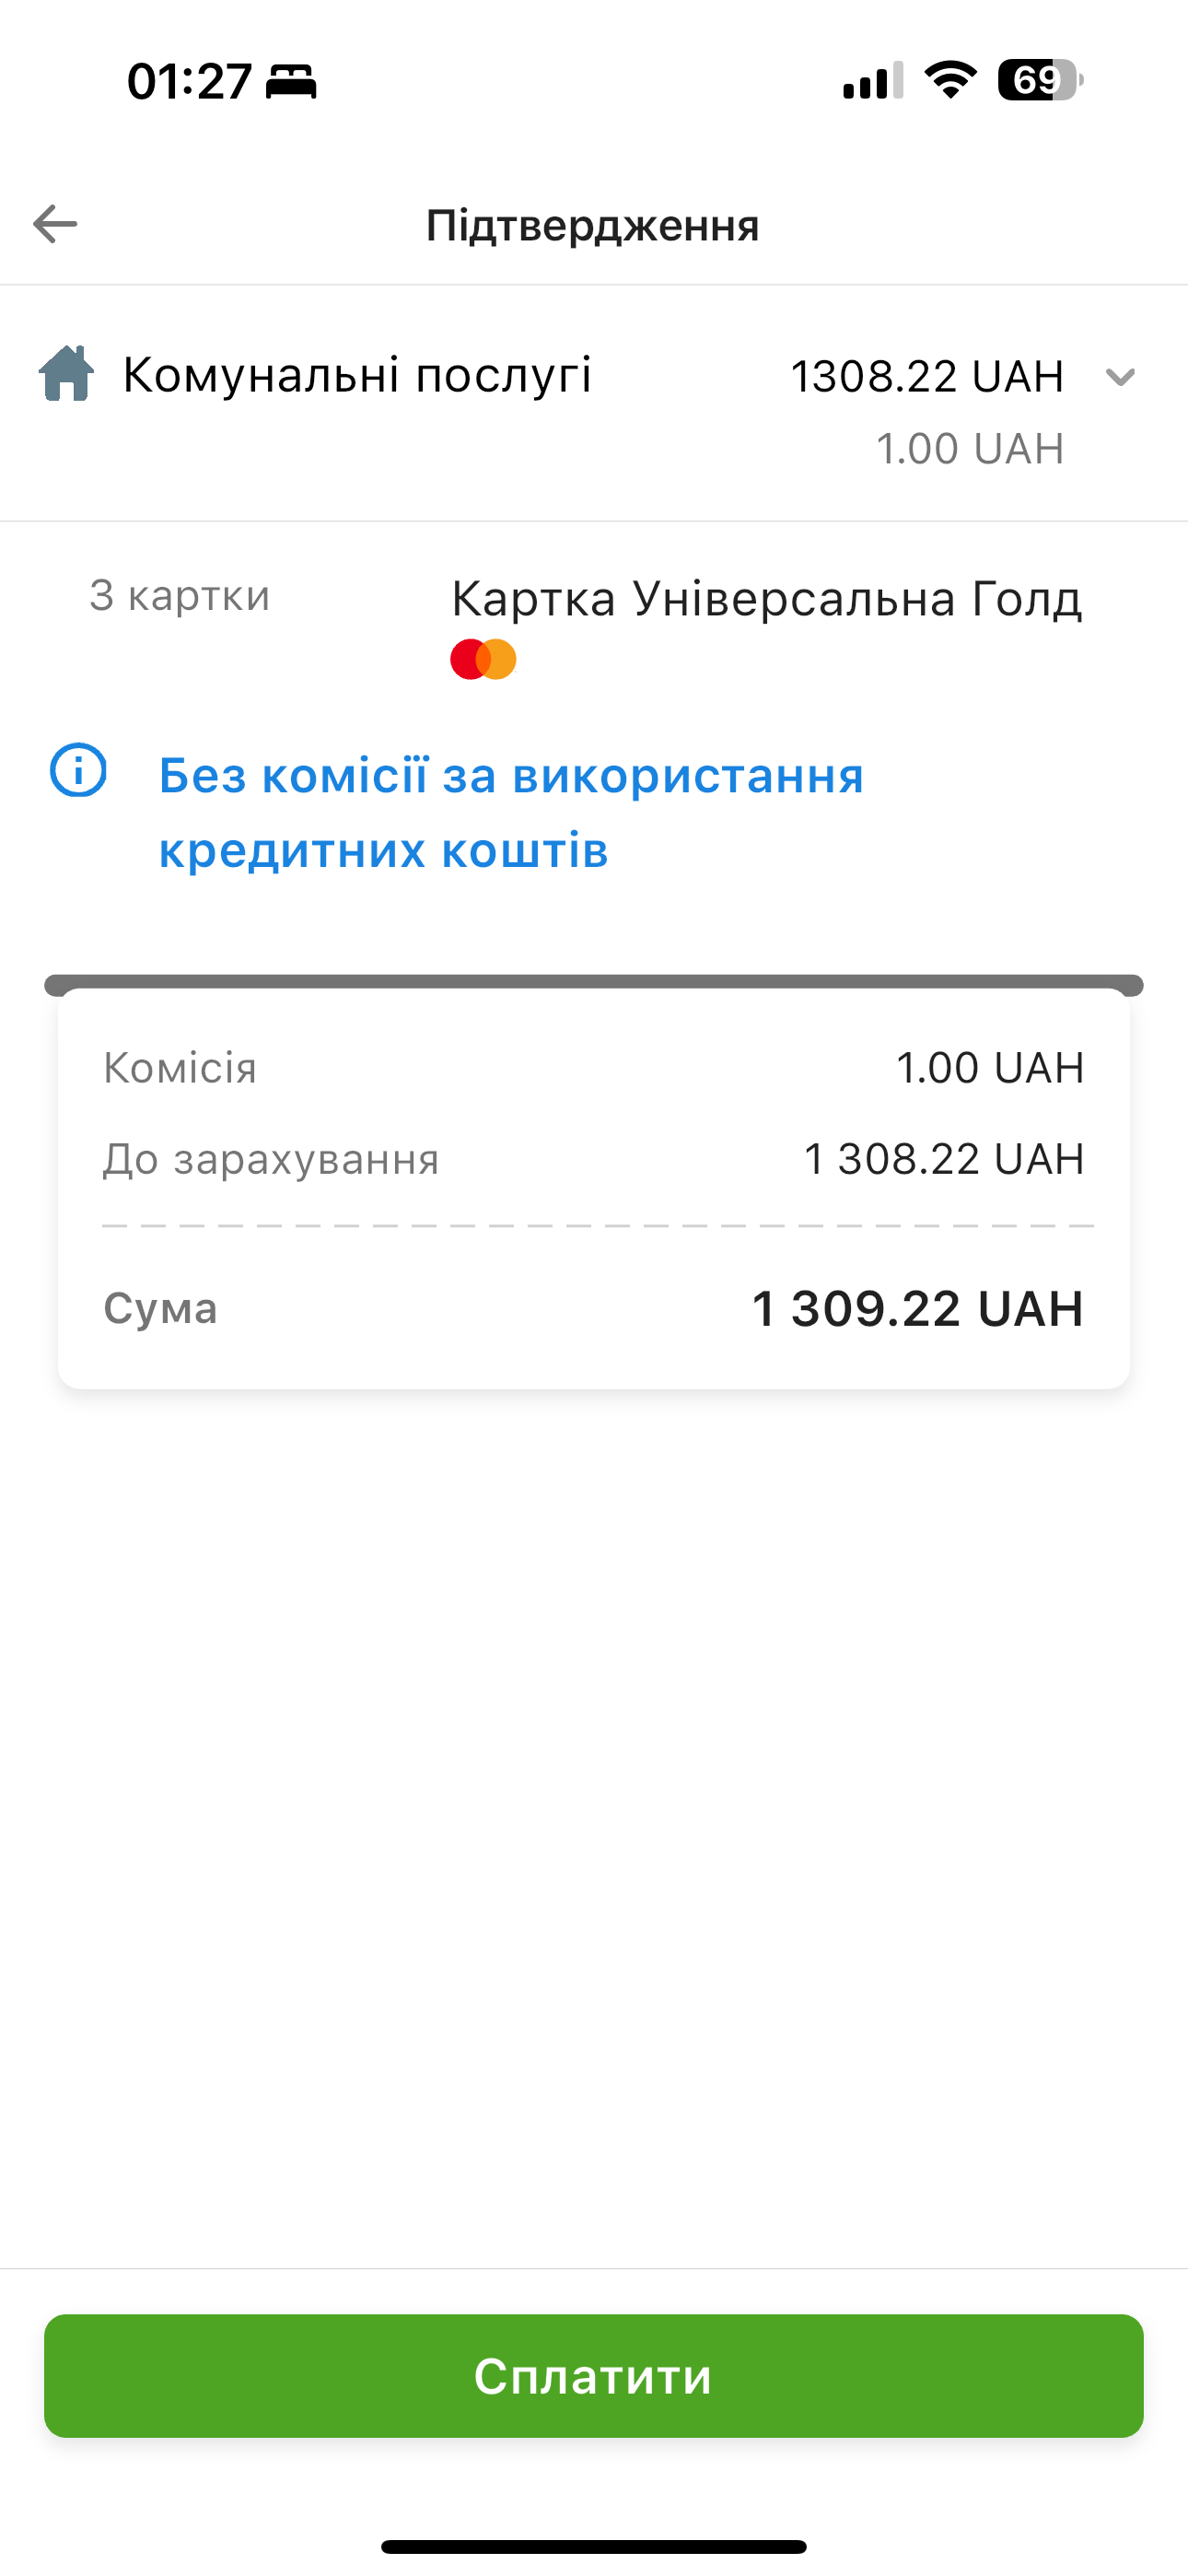 01:27
69
Підтвердження
Комунальні послугі 1308.22 UAH
1.00 UAH
З картки Картка Універсальна Голд
Без комісії за використання
кредитних коштів
Комісія 1.00 UAH
До зарахування 1 308.22 UAH
Сума 1 309.22 UAH
Сплатити